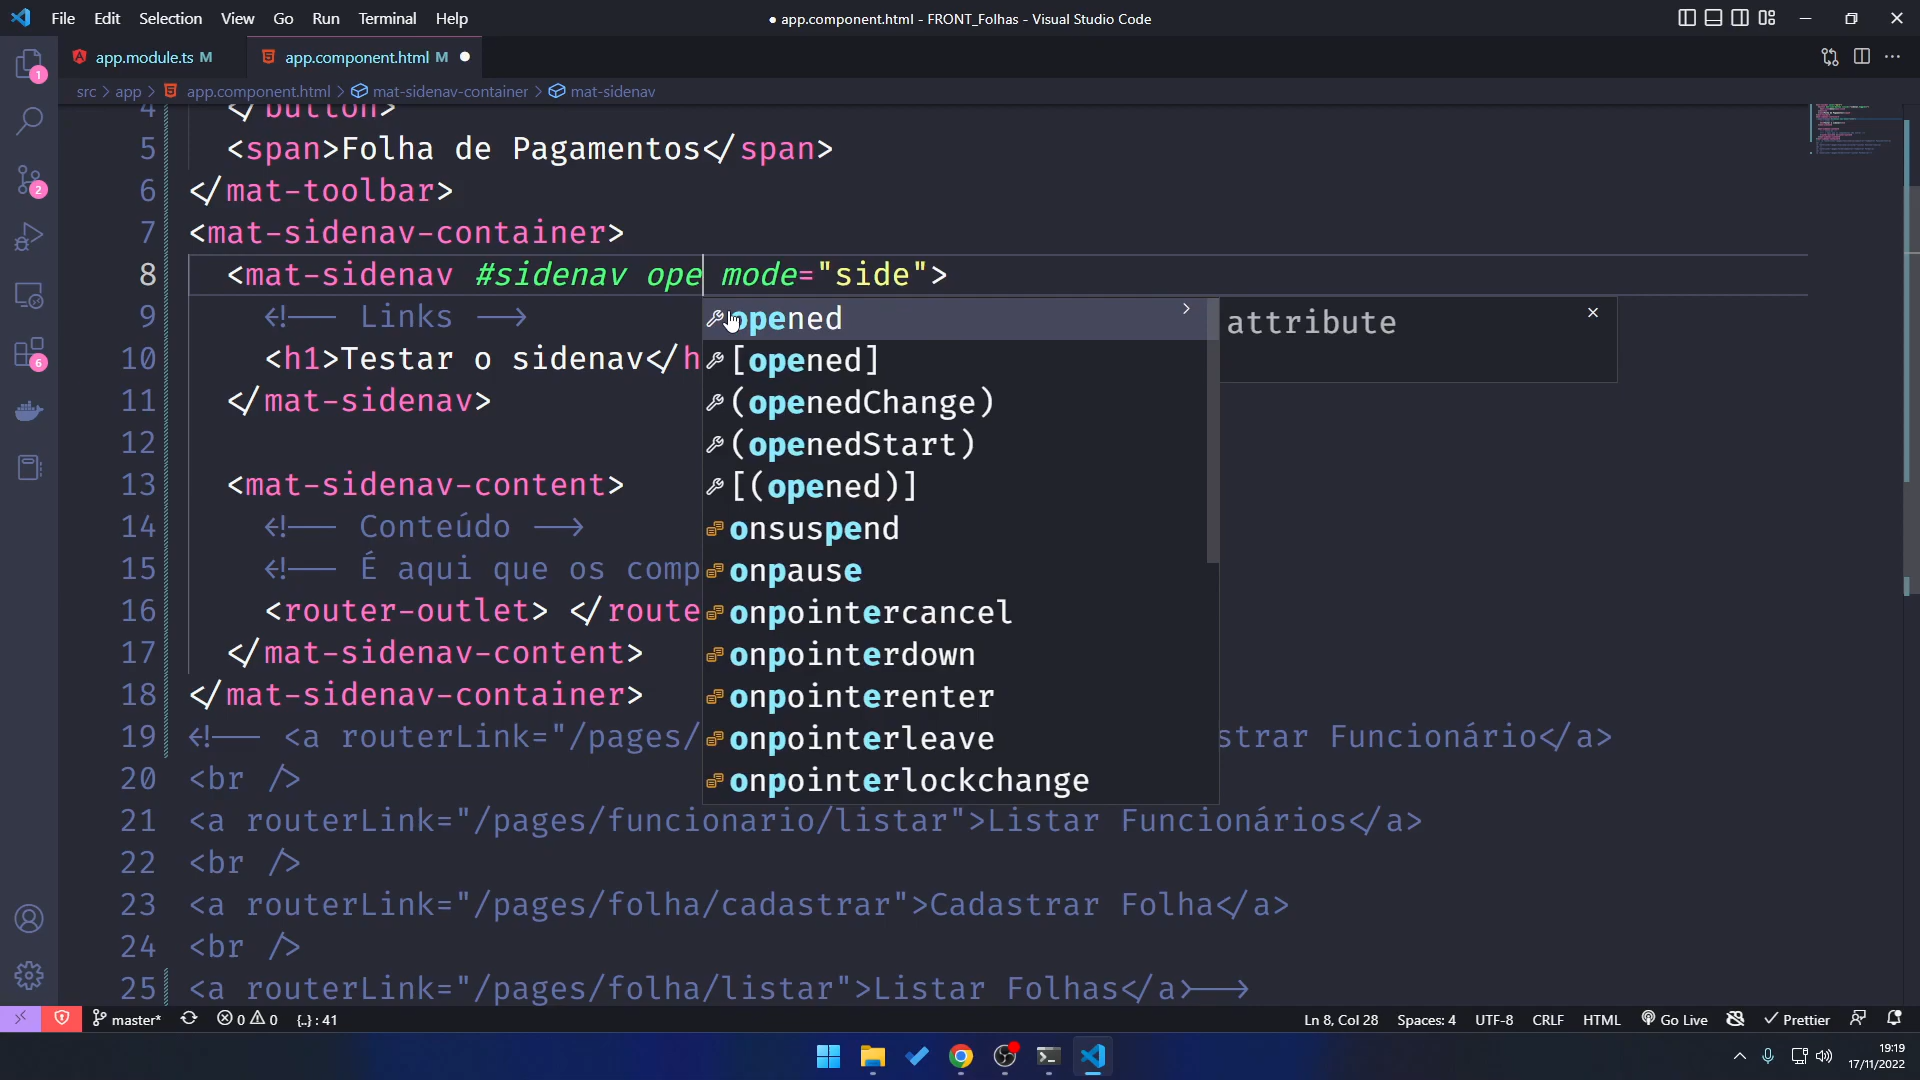 File Edit Selection View Go Run Terminal Help
● app.component.html - FRONT_Folhas - Visual Studio Code
app.module.ts M
app.component.html M ●
src > app > app.component.html > mat-sidenav-container > mat-sidenav
4 </button>
5 <span>Folha de Pagamentos</span>
6 </mat-toolbar>
7 <mat-sidenav-container>
8 <mat-sidenav #sidenav ope mode="side">
9 <!-- Links -->
10 <h1>Testar o sidenav</h
11 </mat-sidenav>
12
13 <mat-sidenav-content>
14 <!-- Conteúdo -->
15 <!-- É aqui que os comp
16 <router-outlet> </route
17 </mat-sidenav-content>
18 </mat-sidenav-container>
19 <!-- <a routerLink="/pages/ strar Funcionário</a>
20 <br />
21 <a routerLink="/pages/funcionario/listar">Listar Funcionários</a>
22 <br />
23 <a routerLink="/pages/folha/cadastrar">Cadastrar Folha</a>
24 <br />
25 <a routerLink="/pages/folha/listar">Listar Folhas</a>-->
opened
[opened]
(openedChange)
(openedStart)
[(opened)]
onsuspend
onpause
onpointercancel
onpointerdown
onpointerenter
onpointerleave
onpointerlockchange
attribute
1
2
6
master* 0 0 {..} : 41
Ln 8, Col 28 Spaces: 4 UTF-8 CRLF HTML Go Live Prettier
19:19
17/11/2022